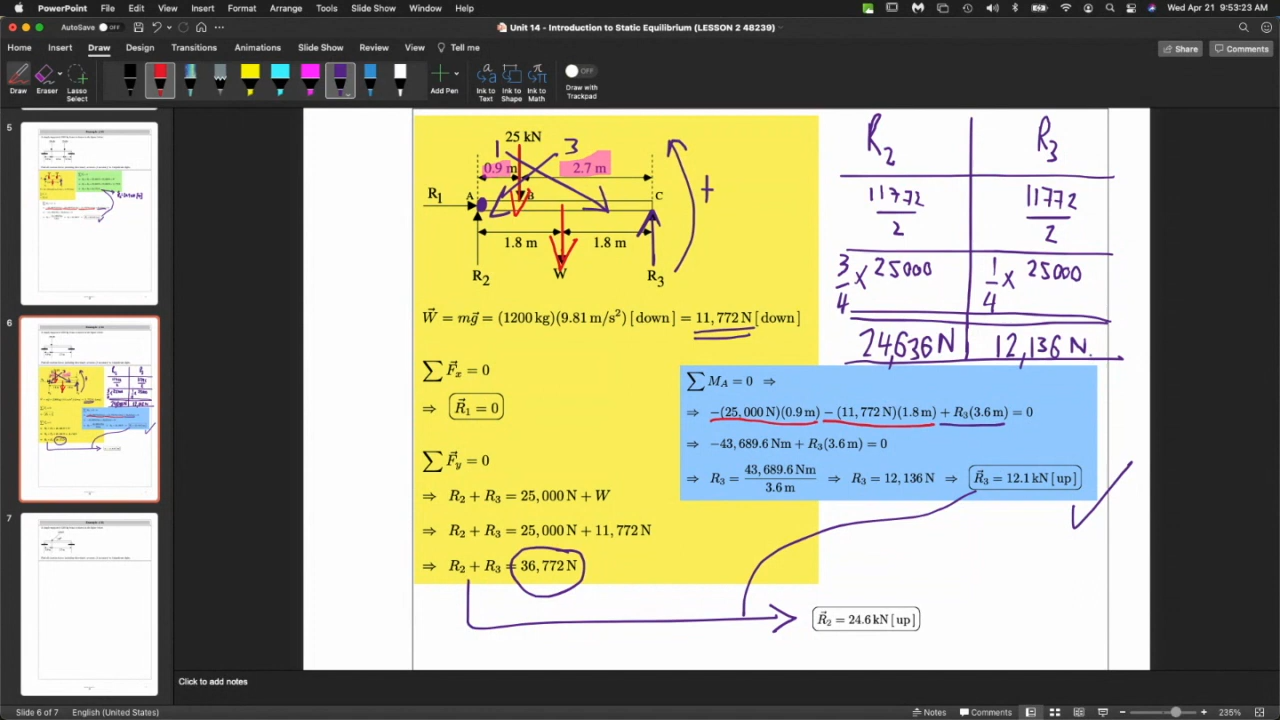 PowerPoint File Edit View Insert Format Arrange Tools Slide Show Window Help
Wed Apr 21 9:53:23 AM
AutoSave OFF
Unit 14 - Introduction to Static Equilibrium (LESSON 2 48239)
Home Insert Draw Design Transitions Animations Slide Show Review View Tell me
Share Comments
Draw Eraser Lasso Select Add Pen Ink to Text Ink to Shape Ink to Math OFF Draw with Trackpad
5
6
7
25 kN
1 3
0.9 m 2.7 m
R₁ A B C
1.8 m 1.8 m
R₂ W R₃
+
W⃗ = mg⃗ = (1200 kg)(9.81 m/s²) [down] = 11,772 N [down]
∑ F⃗ₓ = 0
⇒ R⃗₁ = 0
∑ F⃗ᵧ = 0
⇒ R₂ + R₃ = 25,000 N + W
⇒ R₂ + R₃ = 25,000 N + 11,772 N
⇒ R₂ + R₃ = 36,772 N
R₂ R₃
11772/2 11772/2
3/4 x 25000 1/4 x 25000
24,636 N 12,136 N.
∑ M_A = 0 ⇒
⇒ −(25,000 N)(0.9 m) − (11,772 N)(1.8 m) + R₃(3.6 m) = 0
⇒ −43,689.6 Nm + R₃(3.6 m) = 0
⇒ R₃ = 43,689.6 Nm / 3.6 m ⇒ R₃ = 12,136 N ⇒ R⃗₃ = 12.1 kN [up]
R⃗₂ = 24.6 kN [up]
Click to add notes
Slide 6 of 7 English (United States) Notes Comments 235%